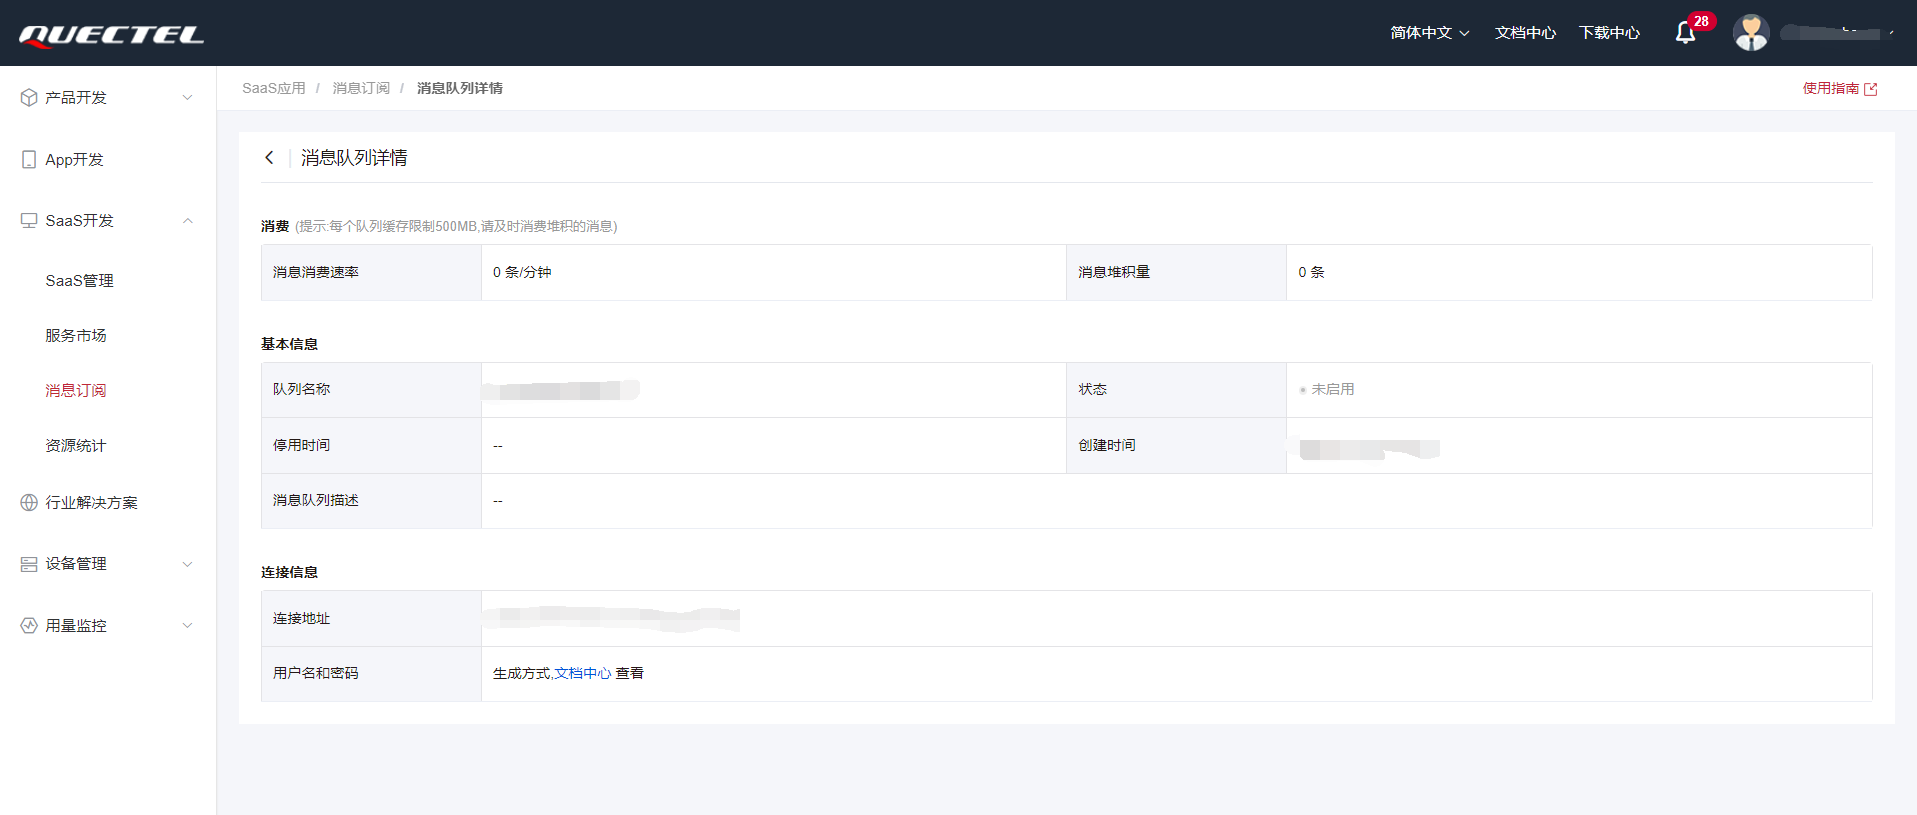 QUECTEL
简体中文 文档中心 下载中心 28
产品开发
App开发
SaaS开发
SaaS管理
服务市场
消息订阅
资源统计
行业解决方案
设备管理
用量监控
SaaS应用 / 消息订阅 / 消息队列详情
使用指南
消息队列详情
消费 (提示:每个队列缓存限制500MB,请及时消费堆积的消息)
消息消费速率 0 条/分钟 消息堆积量 0 条
基本信息
队列名称 状态 未启用
停用时间 -- 创建时间
消息队列描述 --
连接信息
连接地址
用户名和密码 生成方式,文档中心 查看